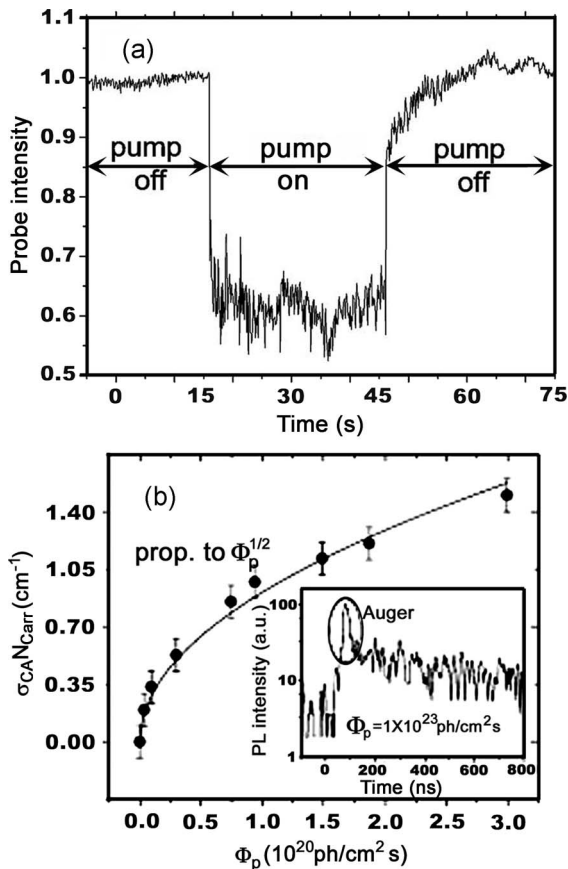 (a)
1.1
1.0
0.9
0.8
0.7
0.6
0.5
Probe intensity
pump pump pump
off on off
0 15 30 45 60 75
Time (s)
(b)
1.40
1.05
0.70
0.35
0.00
σCANCarr (cm-1)
prop. to Φp1/2
Auger
100
10
1
PL intensity (a.u.)
Φp=1X1023ph/cm2s
0 200 400 600 800
Time (ns)
0.0 0.5 1.0 1.5 2.0 2.5 3.0
Φp (1020ph/cm2 s)